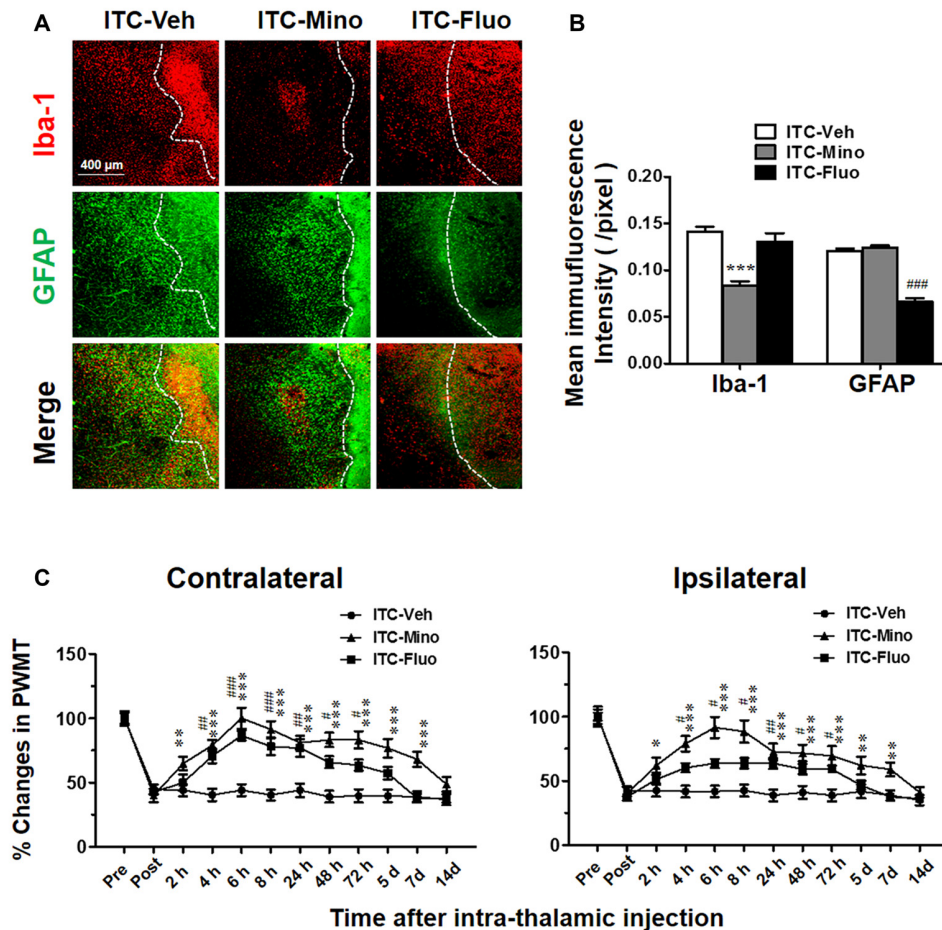 A
ITC-Veh
ITC-Mino
ITC-Fluo
Iba-1
400 µm
GFAP
Merge
B
ITC-Veh
ITC-Mino
ITC-Fluo
Mean immufluorescence
Intensity ( /pixel)
0.20
0.15
0.10
0.05
0.00
***
###
Iba-1
GFAP
C
Contralateral
ITC-Veh
ITC-Mino
ITC-Fluo
% Changes in PWMT
150
100
50
0
**
##
***
###
***
###
***
##
***
#
***
#
***
***
***
Pre
Post
2 h
4 h
6 h
8 h
24 h
48 h
72 h
5 d
7d
14d
Ipsilateral
ITC-Veh
ITC-Mino
ITC-Fluo
150
100
50
0
*
#
***
#
***
#
***
##
***
#
***
#
***
**
**
Pre
Post
2 h
4 h
6 h
8 h
24 h
48 h
72 h
5 d
7d
14d
Time after intra-thalamic injection